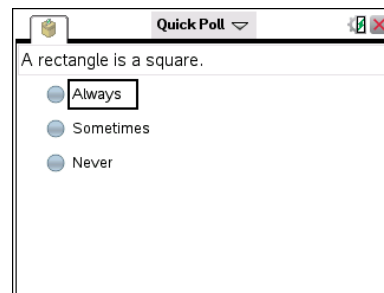 Quick Poll
A rectangle is a square.
Always
Sometimes
Never